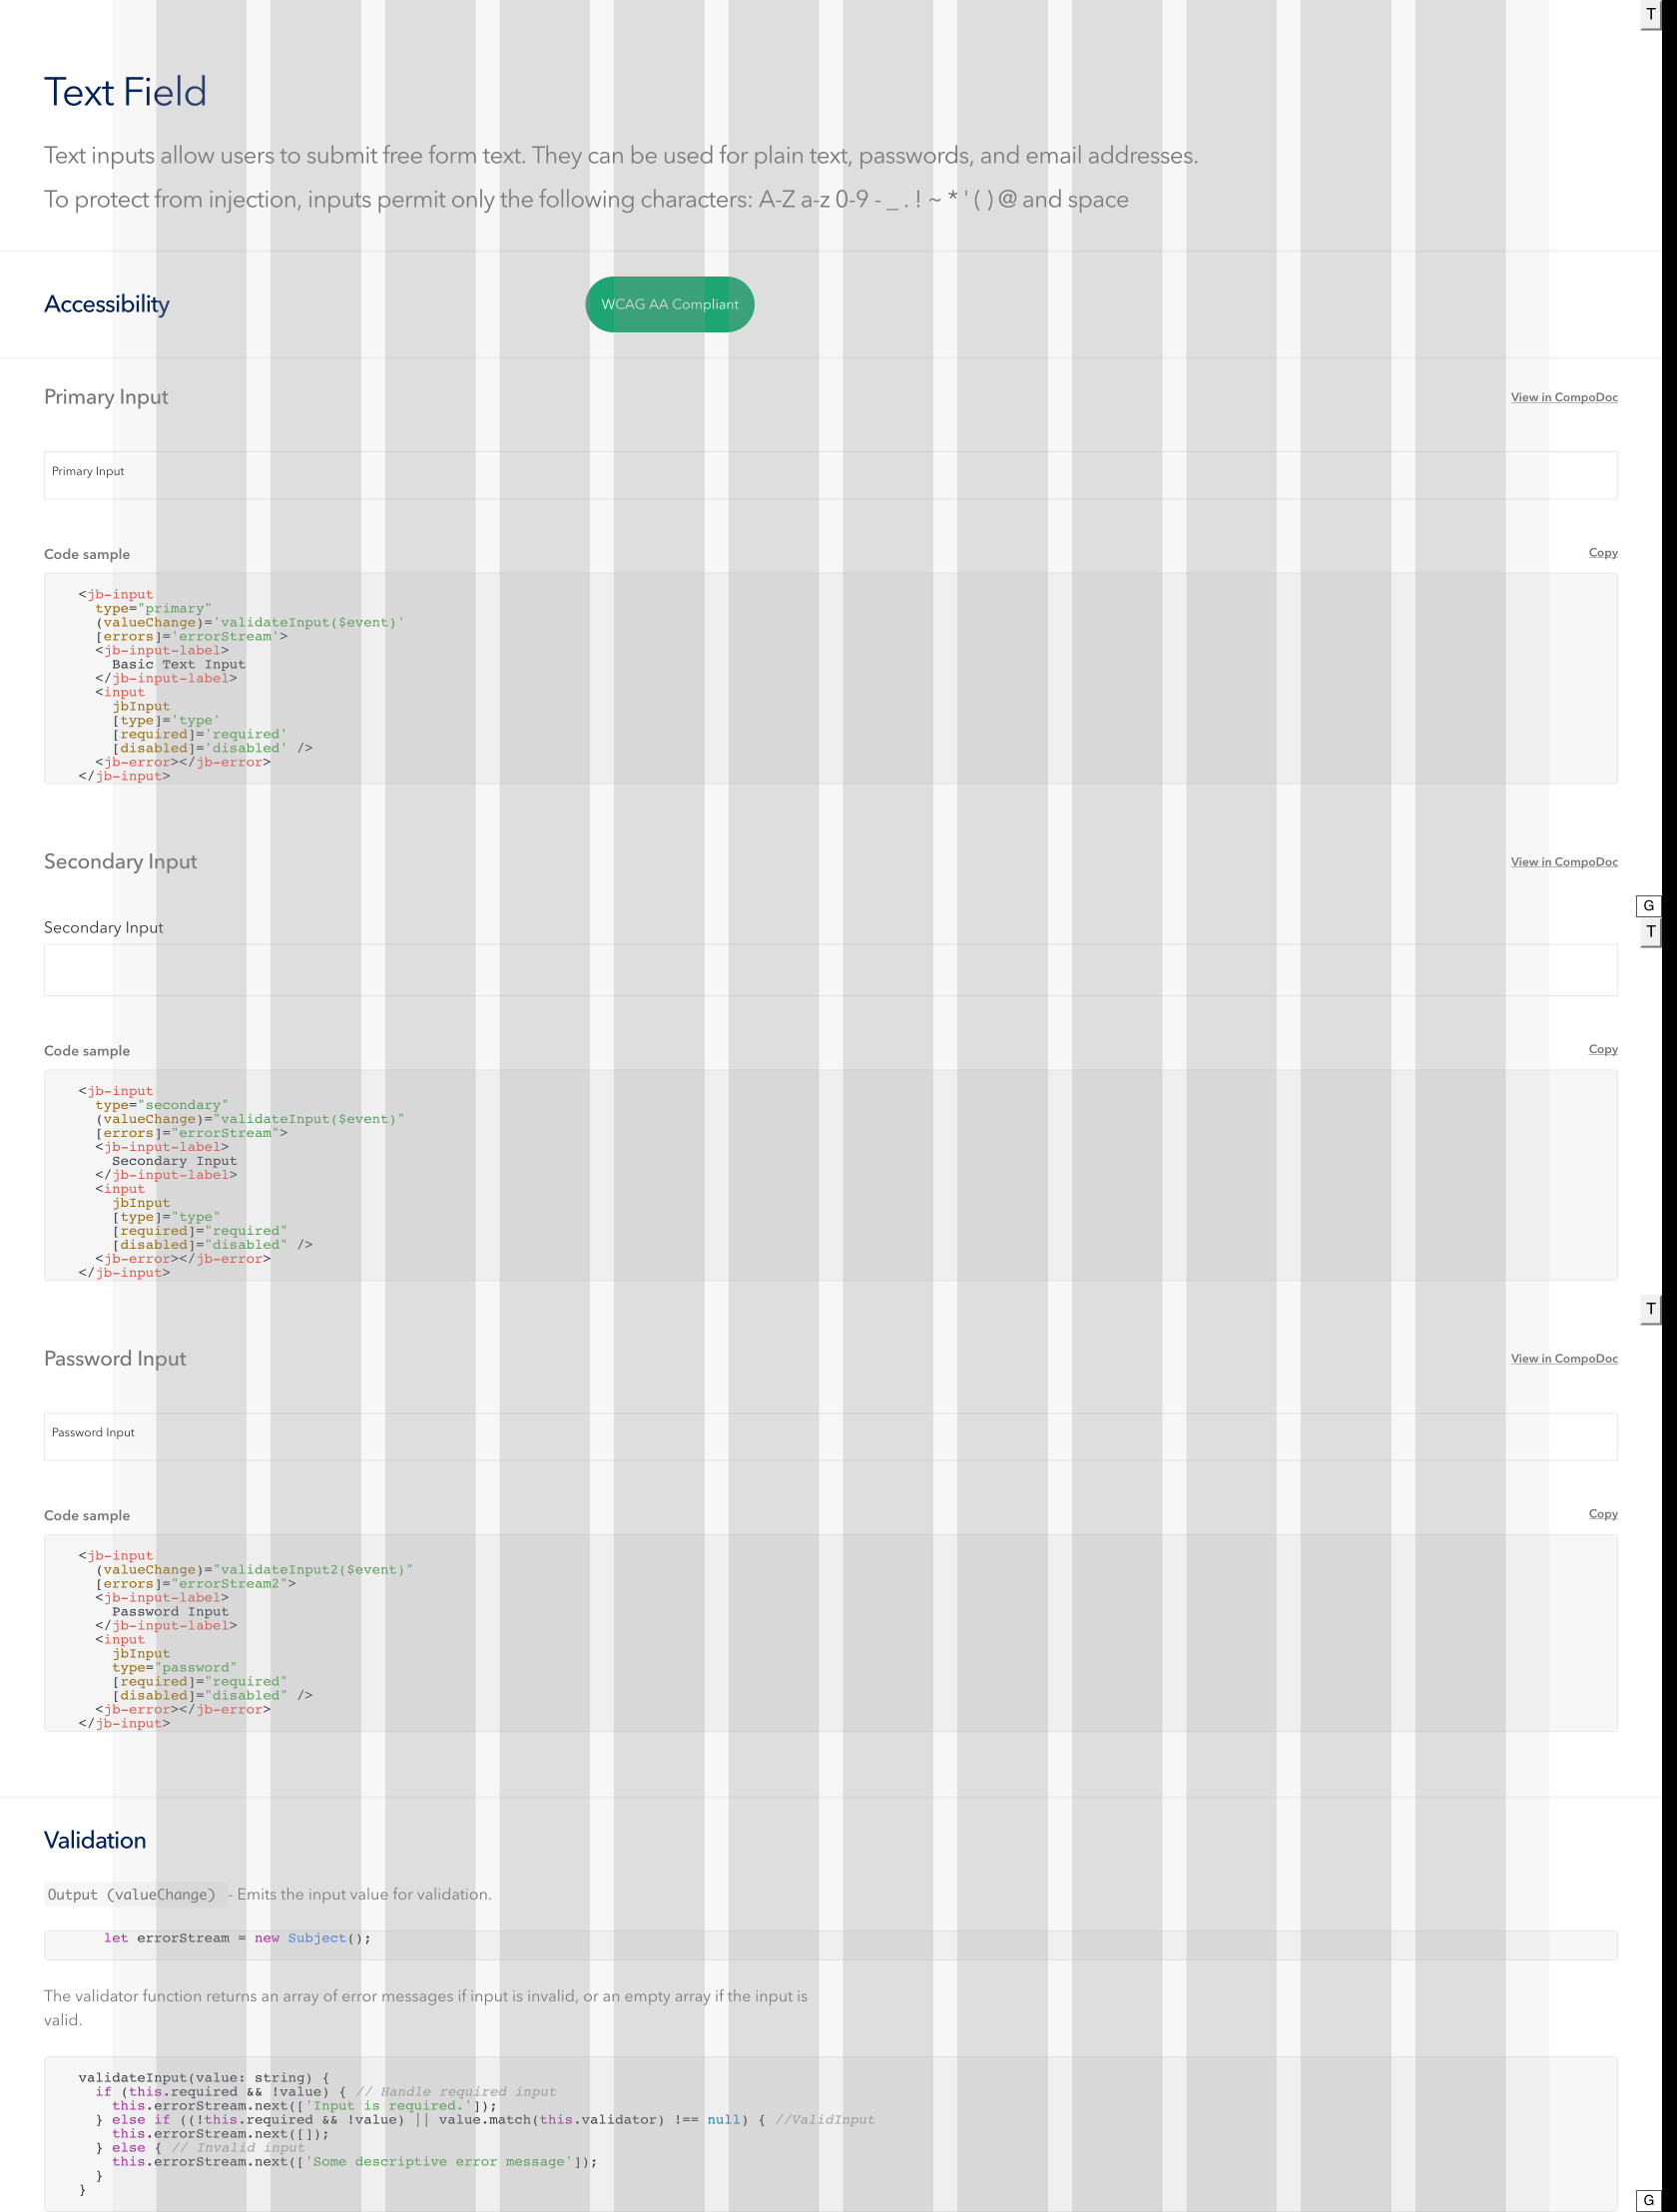 T
Text Field
Text inputs allow users to submit free form text. They can be used for plain text, passwords, and email addresses.
To protect from injection, inputs permit only the following characters: A-Z a-z 0-9 - _ . ! ~ * ' ( ) @ and space
Accessibility
WCAG AA Compliant
Primary Input
View in CompoDoc
Primary Input
Code sample
Copy
<jb-input
type="primary"
(valueChange)='validateInput($event)'
[errors]='errorStream'>
<jb-input-label>
Basic Text Input
</jb-input-label>
<input
jbInput
[type]='type'
[required]='required'
[disabled]='disabled' />
<jb-error></jb-error>
</jb-input>
Secondary Input
View in CompoDoc
G
Secondary Input
T
Code sample
Copy
<jb-input
type="secondary"
(valueChange)="validateInput($event)"
[errors]="errorStream">
<jb-input-label>
Secondary Input
</jb-input-label>
<input
jbInput
[type]="type"
[required]="required"
[disabled]="disabled" />
<jb-error></jb-error>
</jb-input>
T
Password Input
View in CompoDoc
Password Input
Code sample
Copy
<jb-input
(valueChange)="validateInput2($event)"
[errors]="errorStream2">
<jb-input-label>
Password Input
</jb-input-label>
<input
jbInput
type="password"
[required]="required"
[disabled]="disabled" />
<jb-error></jb-error>
</jb-input>
Validation
Output (valueChange) - Emits the input value for validation.
let errorStream = new Subject();
The validator function returns an array of error messages if input is invalid, or an empty array if the input is
valid.
validateInput(value: string) {
if (this.required && !value) { // Handle required input
this.errorStream.next(['Input is required.']);
} else if ((!this.required && !value) || value.match(this.validator) !== null) { //ValidInput
this.errorStream.next([]);
} else { // Invalid input
this.errorStream.next(['Some descriptive error message']);
}
}
G